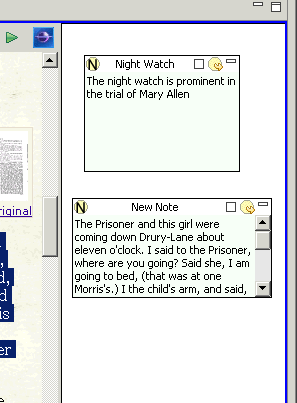 Night Watch
The night watch is prominent in
the trial of Mary Allen
New Note
The Prisoner and this girl were
coming down Drury-Lane about
eleven o'clock. I said to the Prisoner,
where are you going? Said she, I am
going to bed, (that was at one
Morris's.) I the child's arm, and said,
riginal
d,
d
is
er
e